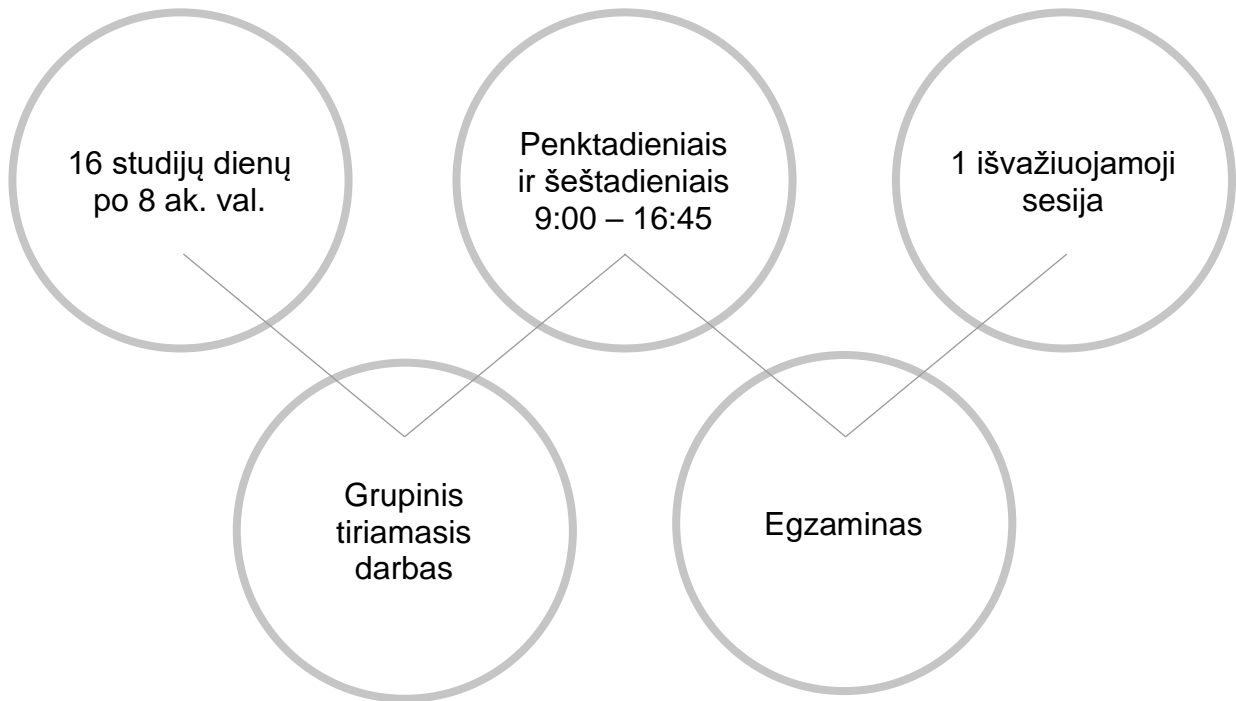 16 studijų dienų
po 8 ak. val.
Penktadieniais
ir šeštadieniais
9:00 – 16:45
1 išvažiuojamoji
sesija
Grupinis
tiriamasis
darbas
Egzaminas